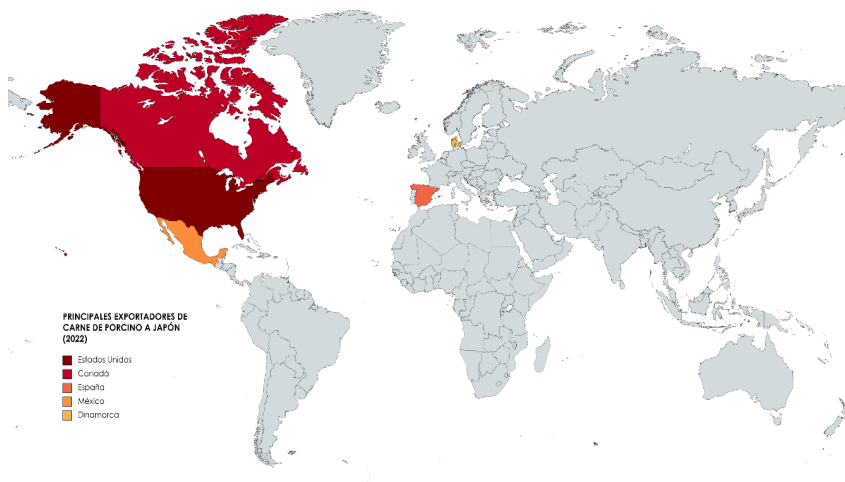 PRINCIPALES EXPORTADORES DE
CARNE DE PORCINO A JAPÓN
(2022)
Estados Unidos
Canadá
España
México
Dinamarca